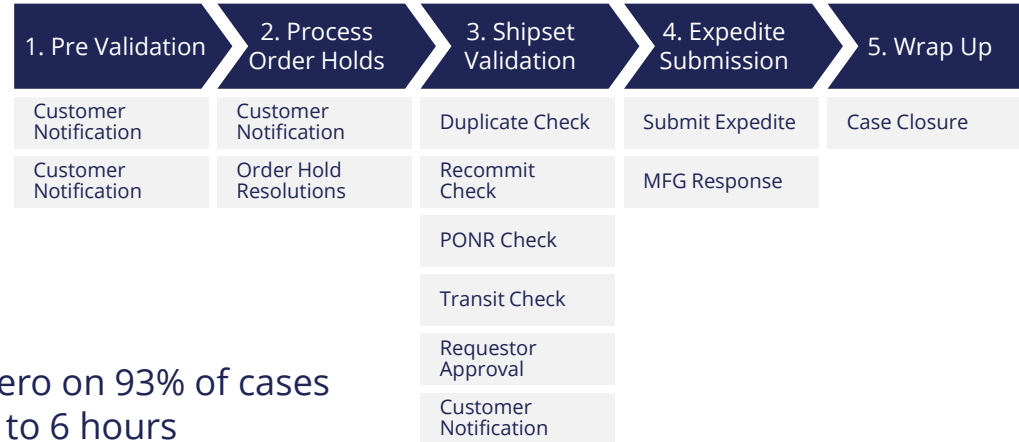 1. Pre Validation
2. Process
Order Holds
3. Shipset
Validation
4. Expedite
Submission
5. Wrap Up
Customer
Notification
Customer
Notification
Duplicate Check
Submit Expedite
Case Closure
Customer
Notification
Order Hold
Resolutions
Recommit
Check
MFG Response
PONR Check
Transit Check
Requestor
Approval
Customer
Notification
ero on 93% of cases
to 6 hours